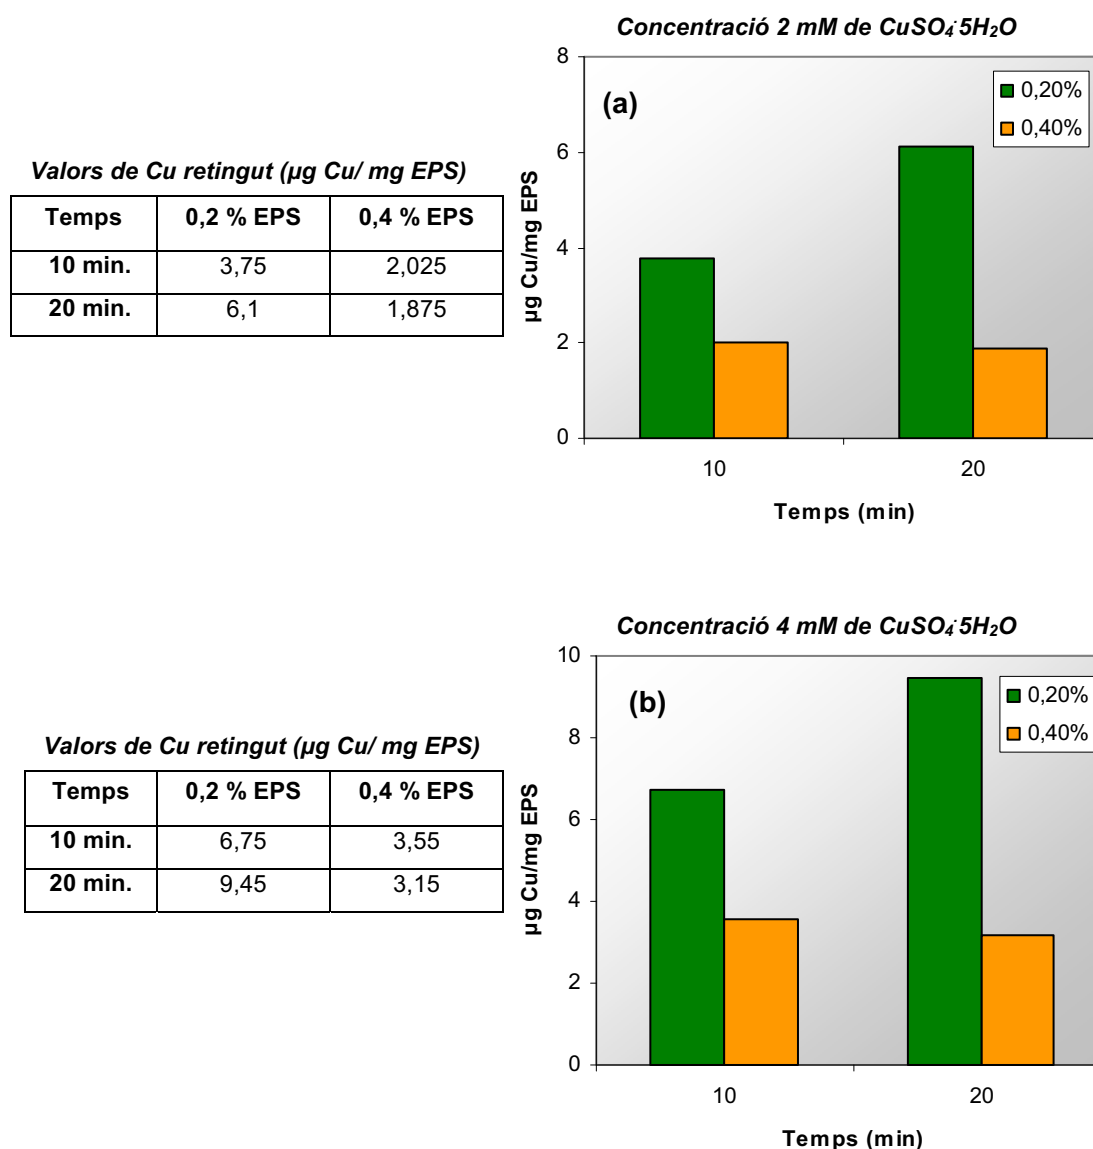 Concentració 2 mM de CuSO4·5H2O
8
(a)
0,20%
0,40%
6
4
2
0
µg Cu/mg EPS
10
20
Temps (min)
Valors de Cu retingut (µg Cu/ mg EPS)
Temps 0,2 % EPS 0,4 % EPS
10 min. 3,75 2,025
20 min. 6,1 1,875
Concentració 4 mM de CuSO4·5H2O
10
(b)
0,20%
0,40%
8
6
4
2
0
µg Cu/mg EPS
10
20
Temps (min)
Valors de Cu retingut (µg Cu/ mg EPS)
Temps 0,2 % EPS 0,4 % EPS
10 min. 6,75 3,55
20 min. 9,45 3,15